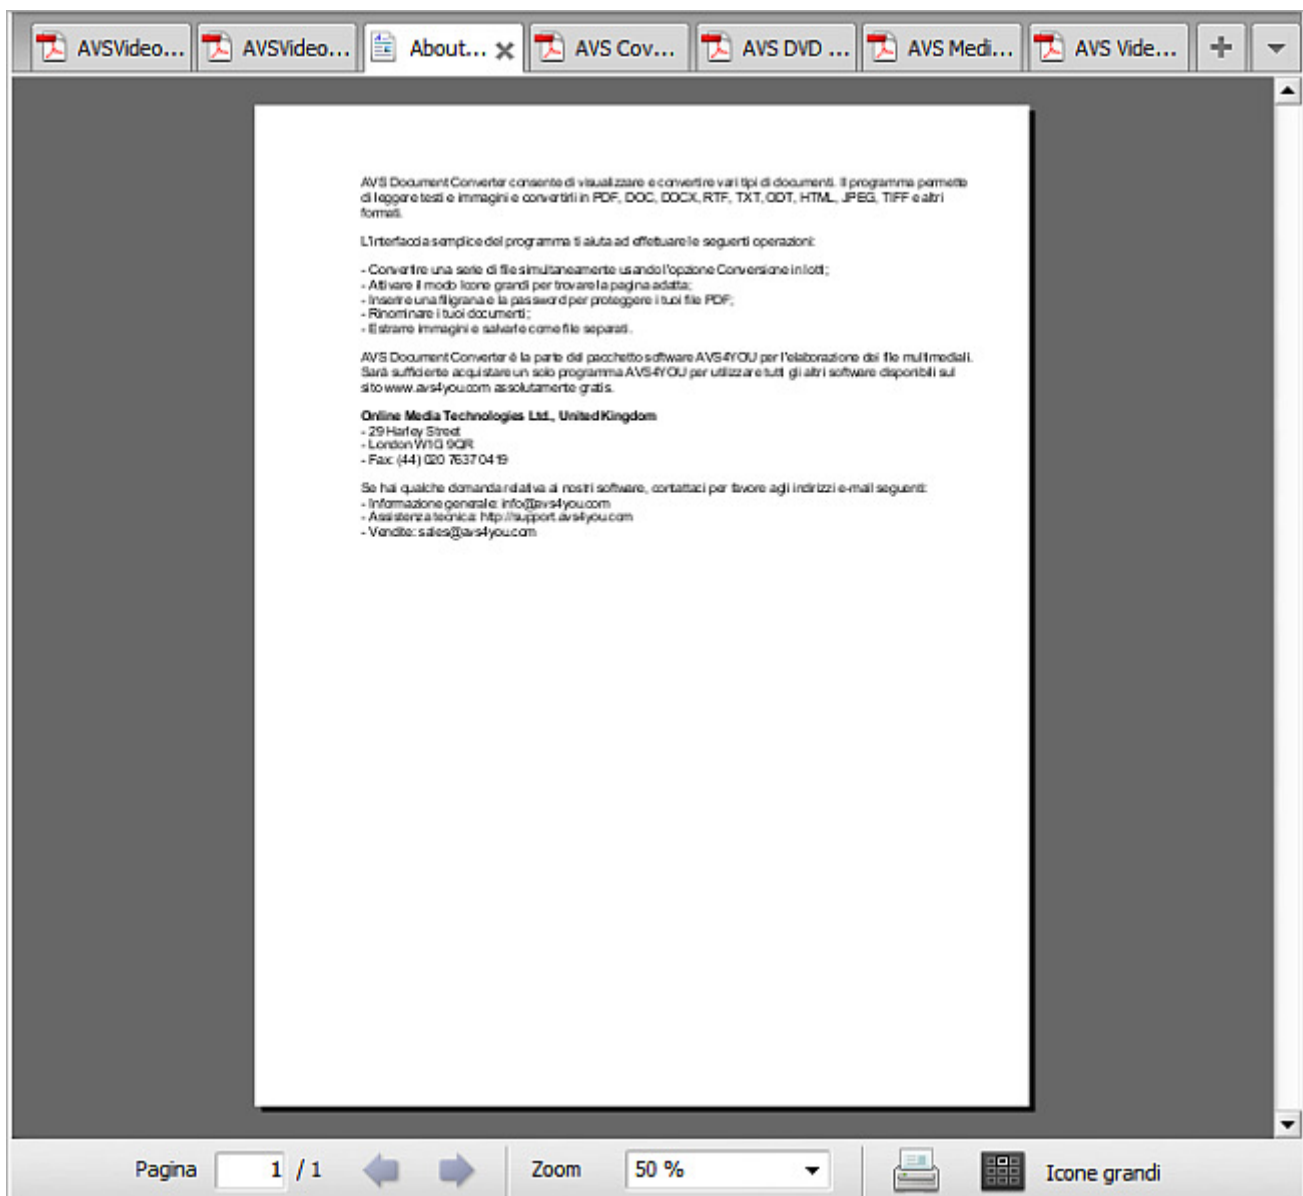 AVSVideo... AVSVideo... About... AVS Cov... AVS DVD ... AVS Medi... AVS Vide...
AVS Document Converter consente di visualizzare e convertire vari tipi di documenti. Il programma permette
di leggere testi e immagini e convertirli in PDF, DOC, DOCX, RTF, TXT, ODT, HTML, JPEG, TIFF e altri
formati.
L'interfaccia semplice del programma ti aiuta ad effettuare le seguenti operazioni:
- Convertire una serie di file simultaneamente usando l'opzione Conversione in lotti;
- Attivare il modo Icone grandi per trovare la pagina adatta;
- Inserire una filigrana e la password per proteggere i tuoi file PDF;
- Rinominare i tuoi documenti;
- Estrarre immagini e salvarle come file separati.
AVS Document Converter è la parte del pacchetto software AVS4YOU per l'elaborazione dei file multimediali.
Sarà sufficiente acquistare un solo programma AVS4YOU per utilizzare tutti gli altri software disponibili sul
sito www.avs4you.com assolutamente gratis.
Online Media Technologies Ltd., United Kingdom
- 29 Harley Street
- London W1G 9QR
- Fax: (44) 020 7637 0419
Se hai qualche domanda relativa ai nostri software, contattaci per favore agli indirizzi e-mail seguenti:
- Informazione generale: info@avs4you.com
- Assistenza tecnica: http://support.avs4you.com
- Vendite: sales@avs4you.com
Pagina 1 / 1 Zoom 50 % Icone grandi